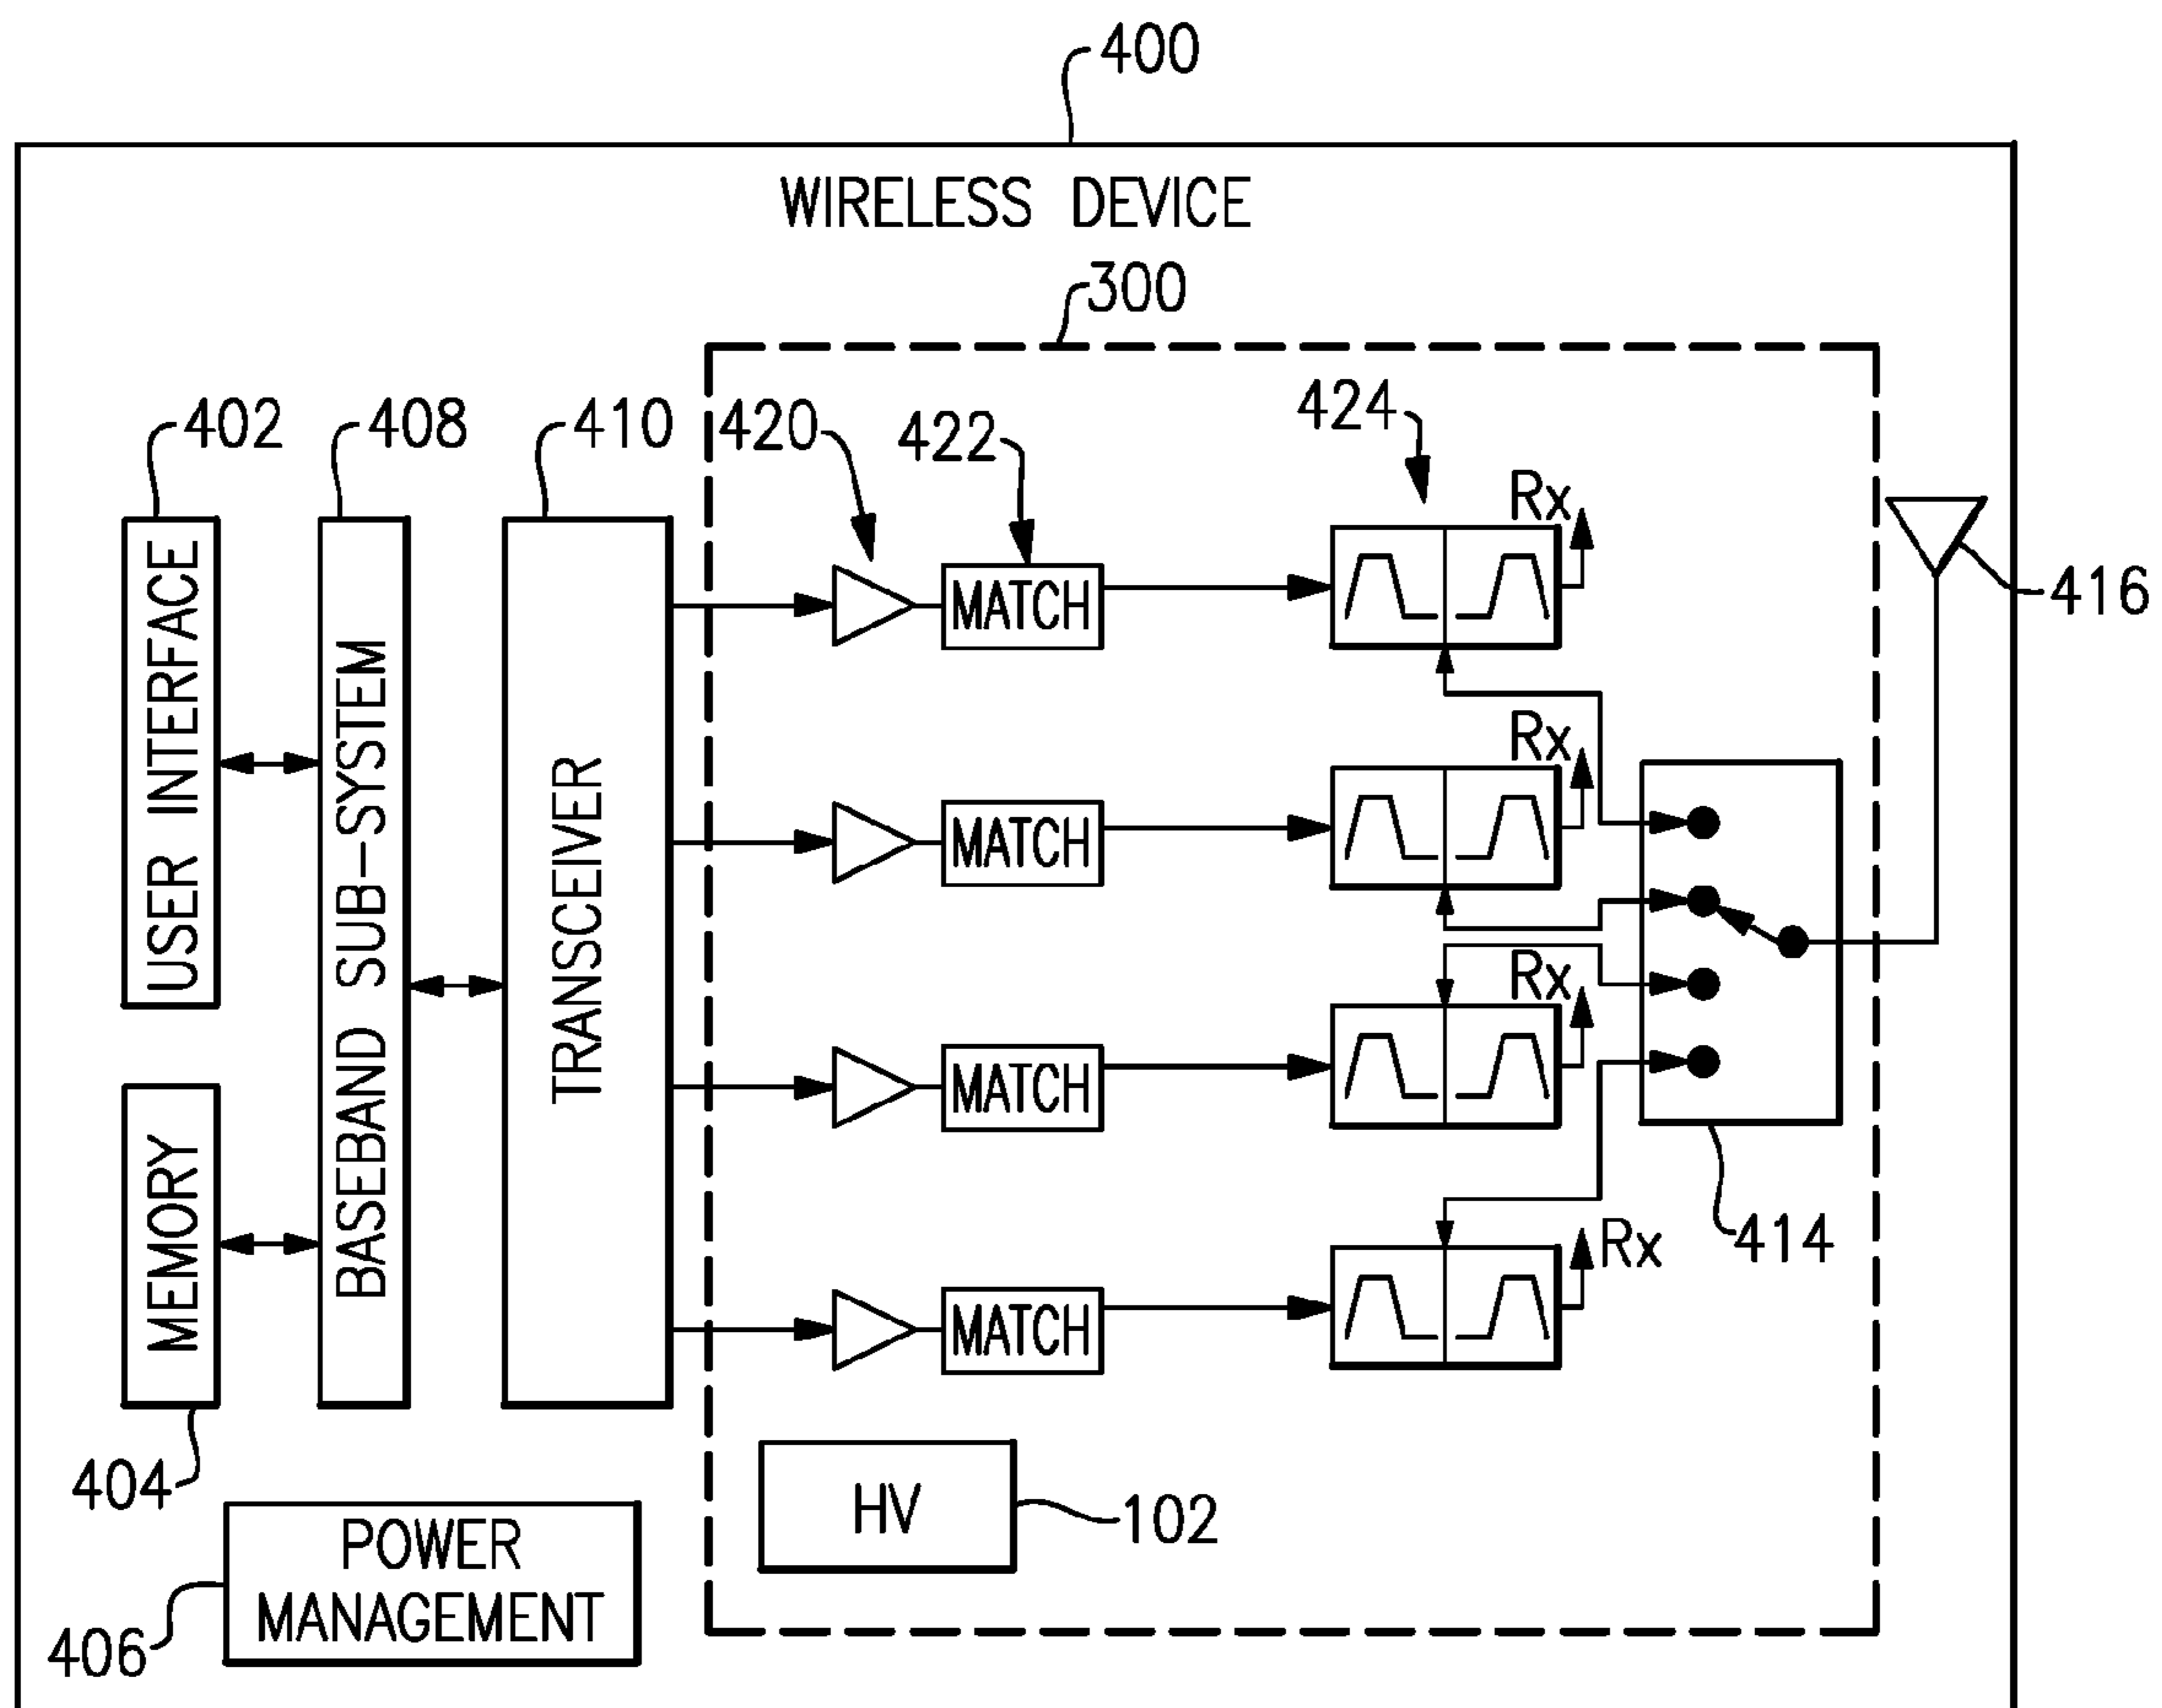 400
WIRELESS DEVICE
300
402
408
410
420
422
424
Rx
416
USER INTERFACE
BASEBAND SUB-SYSTEM
TRANSCEIVER
MATCH
Rx
MATCH
Rx
MATCH
MEMORY
414
Rx
MATCH
404
HV
102
POWER
MANAGEMENT
406